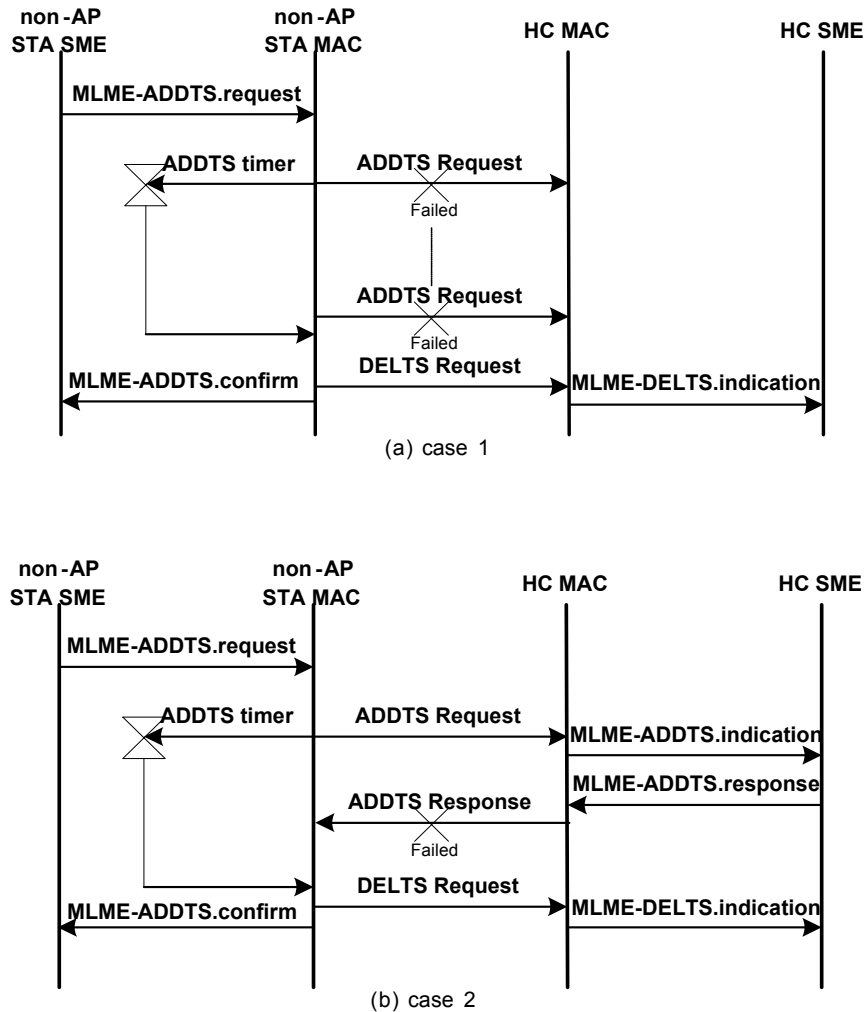 non-AP
STA SME
non-AP
STA MAC
HC MAC
HC SME
MLME-ADDTS.request
ADDTS timer
ADDTS Request
Failed
ADDTS Request
Failed
DELTS Request
MLME-ADDTS.confirm
MLME-DELTS.indication
(a) case 1
non-AP
STA SME
non-AP
STA MAC
HC MAC
HC SME
MLME-ADDTS.request
ADDTS timer
ADDTS Request
MLME-ADDTS.indication
MLME-ADDTS.response
ADDTS Response
Failed
DELTS Request
MLME-ADDTS.confirm
MLME-DELTS.indication
(b) case 2